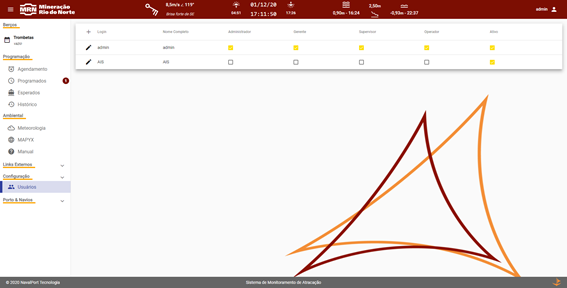 MRN Mineração Rio do Norte
8,5m/s / 119°
Brisa forte de SE
04:51
01/12/20
17:11:50
17:26
2,50m
0,90m - 14:24
-0,93m - 22:37
admin
Berços
Trombetas
vazio
Programação
Agendamento
Programados
Esperados
Histórico
Ambiental
Meteorologia
MAPYX
Manual
Links Externos
Configuração
Usuários
Porto & Navios
+ Login Nome Completo Administrador Gerente Supervisor Operador Ativo
admin admin
AIS AIS
© 2020 NavalPort Tecnologia
Sistema de Monitoramento de Atracação